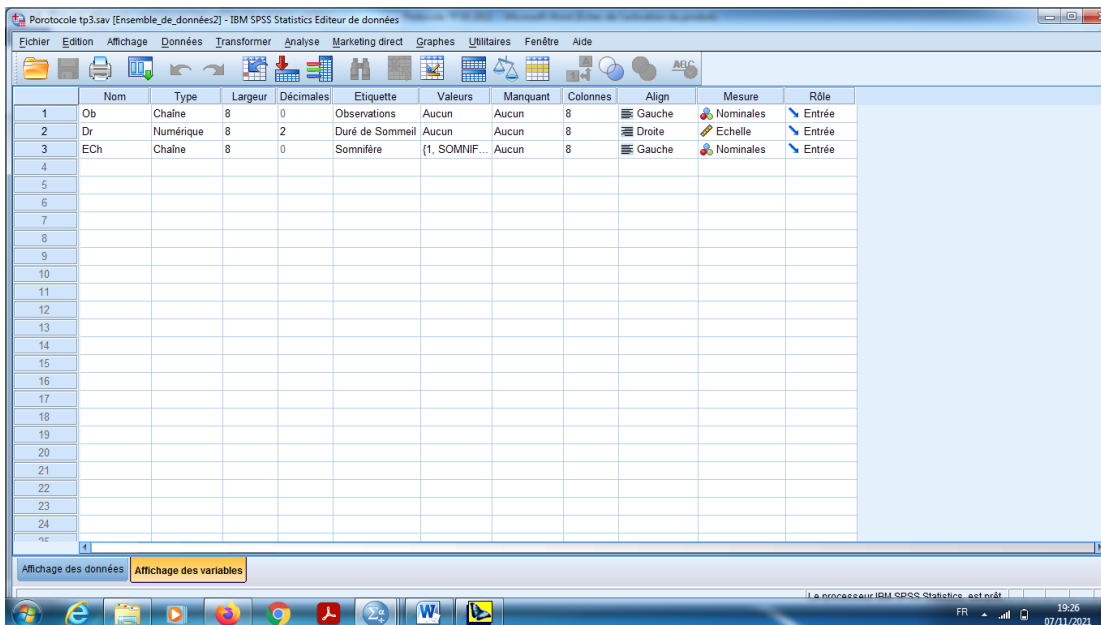 Porotocole tp3.sav [Ensemble_de_données2] - IBM SPSS Statistics Editeur de données
Fichier Edition Affichage Données Transformer Analyse Marketing direct Graphes Utilitaires Fenêtre Aide
Nom Type Largeur Décimales Etiquette Valeurs Manquant Colonnes Align Mesure Rôle
1 Ob Chaîne 8 0 Observations Aucun Aucun 8 Gauche Nominales Entrée
2 Dr Numérique 8 2 Duré de Sommeil Aucun Aucun 8 Droite Echelle Entrée
3 ECh Chaîne 8 0 Somnifère {1, SOMNIF... Aucun 8 Gauche Nominales Entrée
4
5
6
7
8
9
10
11
12
13
14
15
16
17
18
19
20
21
22
23
24
25
Affichage des données Affichage des variables
Le processeur IBM SPSS Statistics est prêt
FR 19:26
07/11/2021